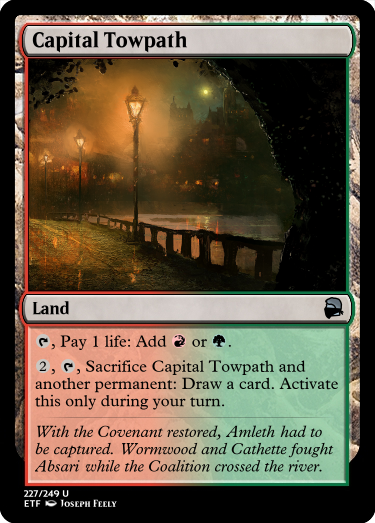 Capital Towpath
Land
, Pay 1 life: Add or .
2, , Sacrifice Capital Towpath and
another permanent: Draw a card. Activate
this only during your turn.
With the Covenant restored, Amleth had to
be captured. Wormwood and Cathette fought
Absari while the Coalition crossed the river.
227/249 U
ETF Joseph Feely